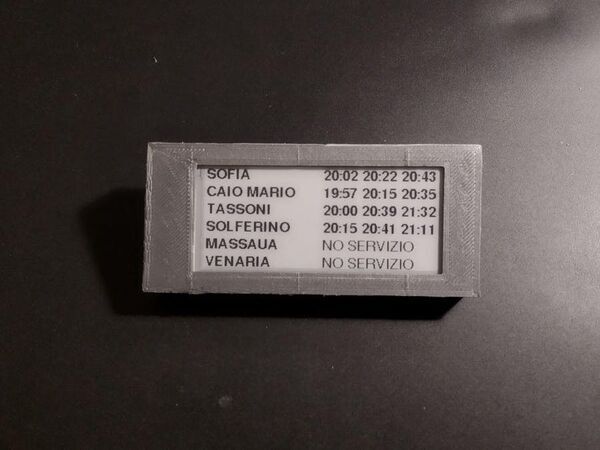 SOFIA 20:02 20:22 20:43
CAIO MARIO 19:57 20:15 20:35
TASSONI 20:00 20:39 21:32
SOLFERINO 20:15 20:41 21:11
MASSAUA NO SERVIZIO
VENARIA NO SERVIZIO